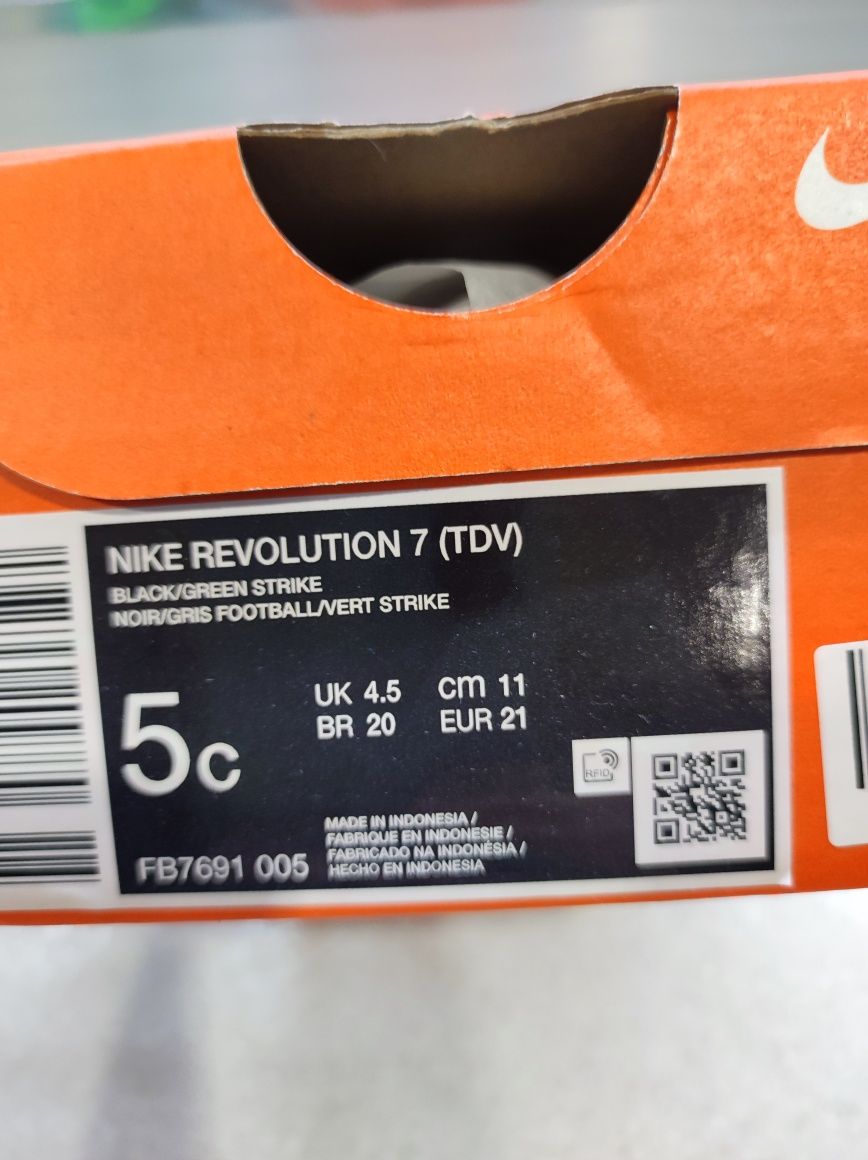 NIKE REVOLUTION 7 (TDV)
BLACK/GREEN STRIKE
NOIR/GRIS FOOTBALL/VERT STRIKE
5c
UK 4.5 cm 11
BR 20 EUR 21
RFID
MADE IN INDONESIA /
FABRIQUE EN INDONESIE /
FABRICADO NA INDONÉSIA /
HECHO EN INDONESIA
FB7691 005